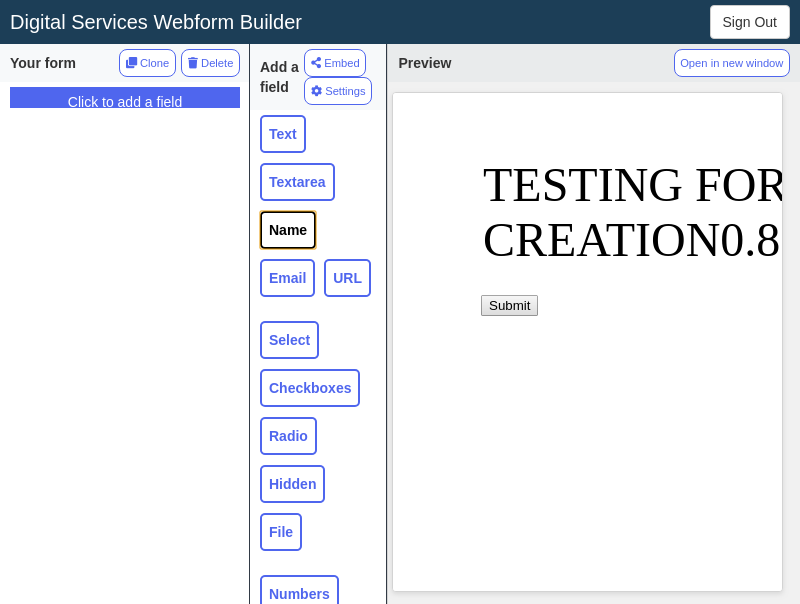 Digital Services Webform Builder
Sign Out
Your form
Clone
Delete
Click to add a field
Add a
field
Embed
Settings
Text
Textarea
Name
Email
URL
Select
Checkboxes
Radio
Hidden
File
Numbers
Preview
Open in new window
TESTING FOR
CREATION0.8
Submit